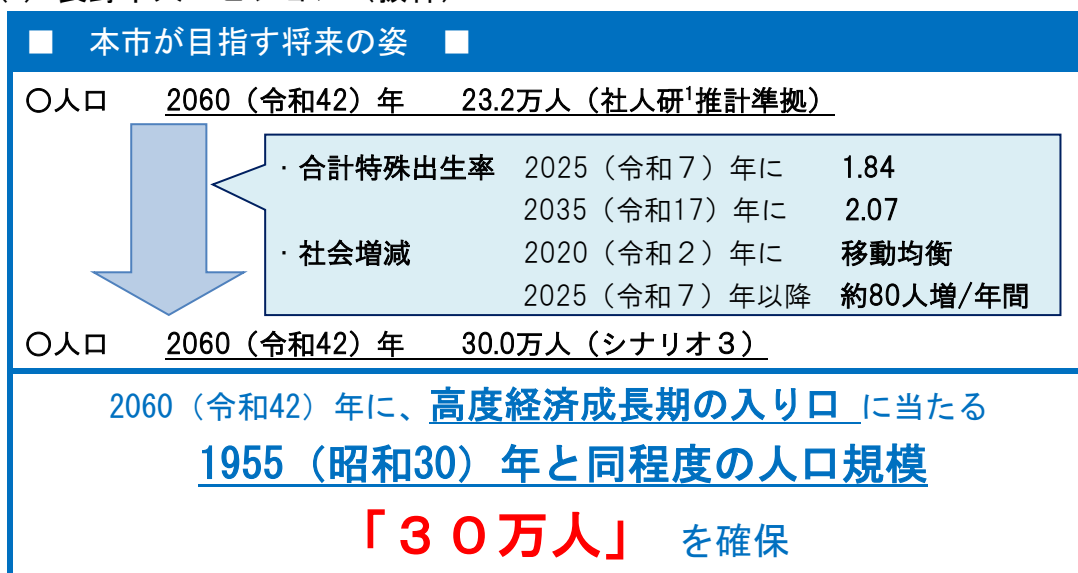 ■ 本市が目指す将来の姿 ■
○人口 2060（令和42）年 23.2万人（社人研1推計準拠）
・合計特殊出生率 2025（令和７）年に 1.84
2035（令和17）年に 2.07
・社会増減 2020（令和２）年に 移動均衡
2025（令和７）年以降 約80人増/年間
○人口 2060（令和42）年 30.0万人（シナリオ３）
2060（令和42）年に、高度経済成長期の入り口 に当たる
1955（昭和30）年と同程度の人口規模
「３０万人」 を確保